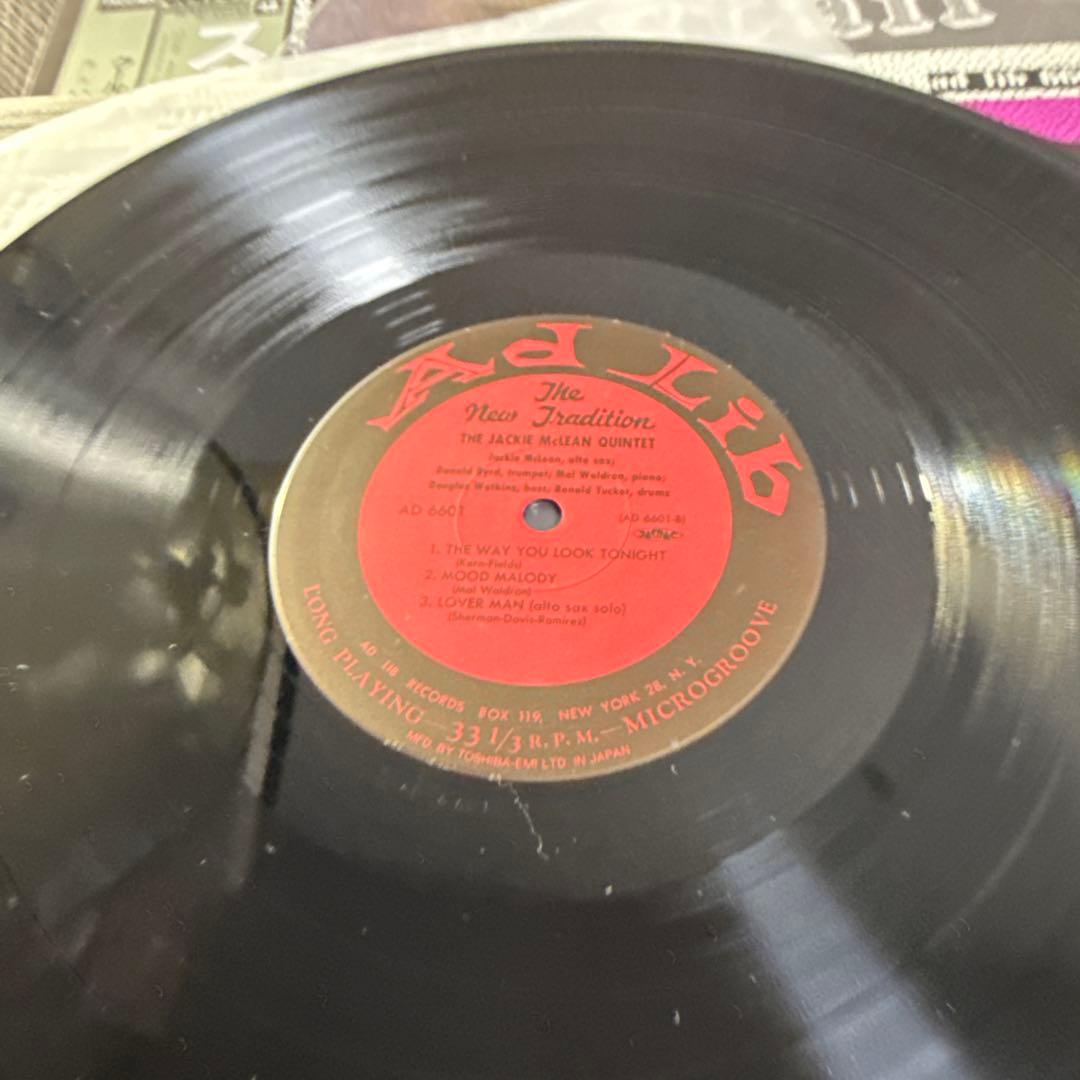 ス
Ad Lib
The
New Tradition
THE JACKIE McLEAN QUINTET
Jackie McLean, alto sax;
Donald Byrd, trumpet; Mal Waldron, piano;
Douglas Watkins, bass; Ronald Tucker, drums
AD 6601
(AD 6601-B)
1. THE WAY YOU LOOK TONIGHT
(Kern-Fields)
2. MOOD MALODY
(Mal Waldron)
3. LOVER MAN (alto sax solo)
(Sherman-Davis-Ramirez)
AD LIB RECORDS BOX 119, NEW YORK 28, N.Y.
LONG PLAYING—33 1/3 R.P.M.—MICROGROOVE
MFD. BY TOSHIBA-EMI LTD. IN JAPAN